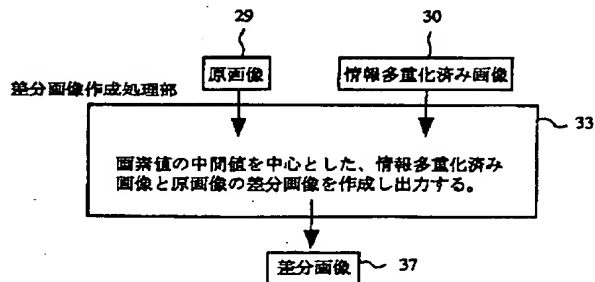 29
30
原画像
情報多重化済み画像
差分画像作成処理部
33
画素値の中間値を中心とした、情報多重化済み
画像と原画像の差分画像を作成し出力する。
差分画像
37